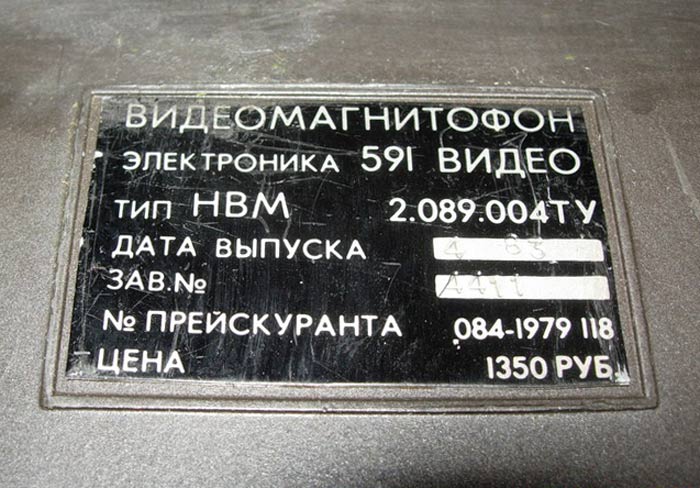 ВИДЕОМАГНИТОФОН
ЭЛЕКТРОНИКА 591 ВИДЕО
ТИП НВМ 2.089.004ТУ
ДАТА ВЫПУСКА 4 83
ЗАВ.№ 4411
№ ПРЕЙСКУРАНТА 084-1979 118
ЦЕНА 1350 РУБ.